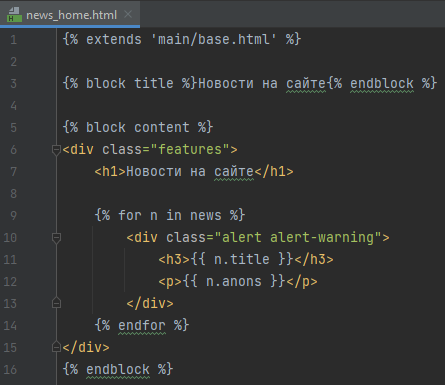 news_home.html
1 {% extends 'main/base.html' %}
2
3 {% block title %}Новости на сайте{% endblock %}
4
5 {% block content %}
6 <div class="features">
7     <h1>Новости на сайте</h1>
8
9     {% for n in news %}
10         <div class="alert alert-warning">
11             <h3>{{ n.title }}</h3>
12             <p>{{ n.anons }}</p>
13         </div>
14     {% endfor %}
15 </div>
16 {% endblock %}